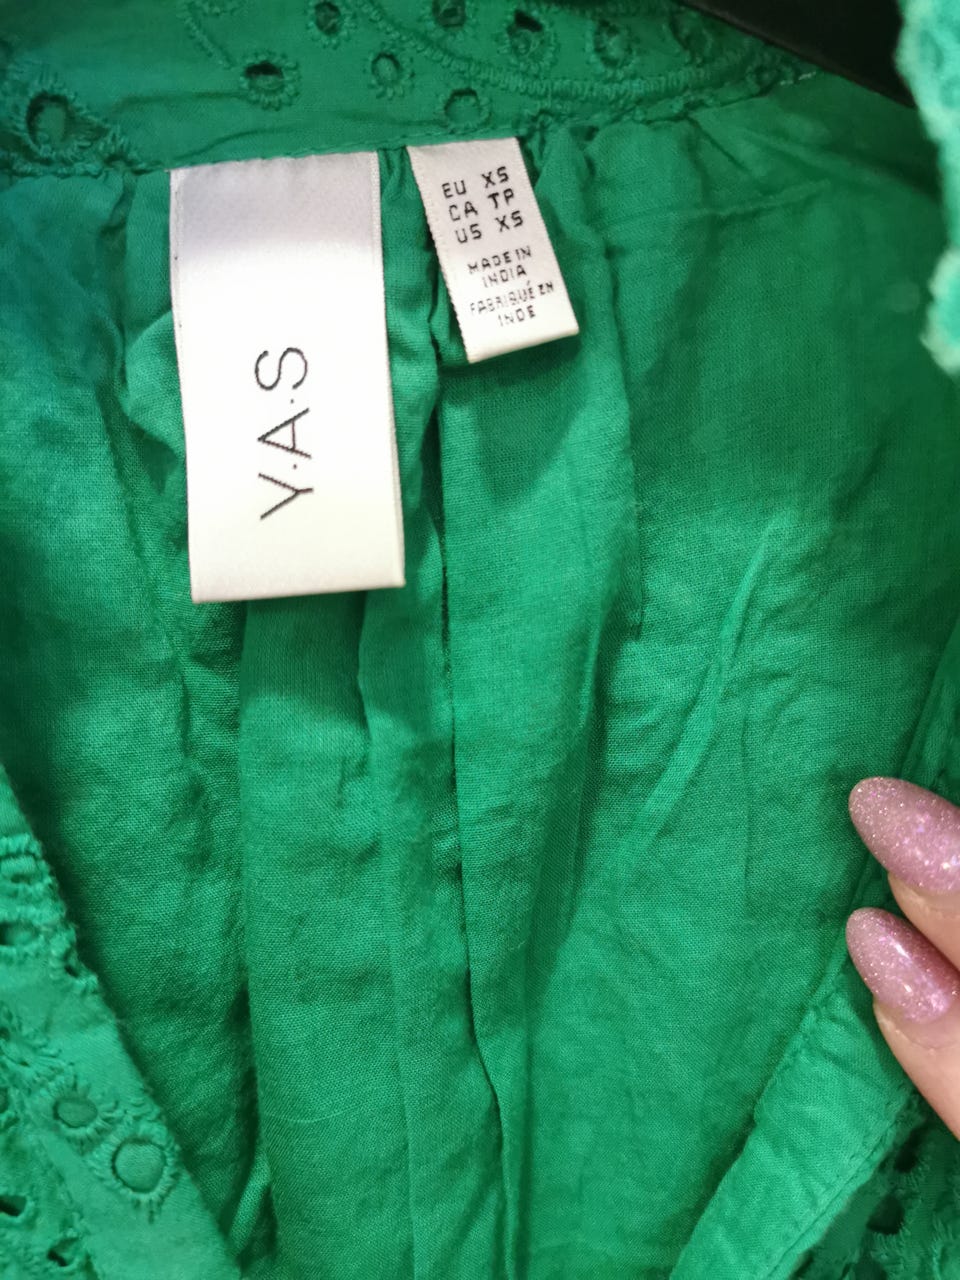 Y·A·S
EU XS
CA TP
US XS
MADE IN
INDIA
FABRIQUÉ EN
INDE